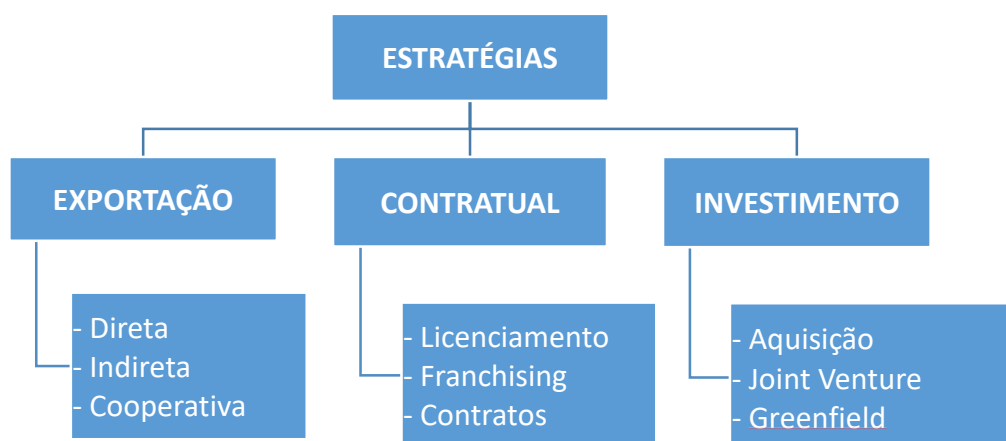 ESTRATÉGIAS
EXPORTAÇÃO
CONTRATUAL
INVESTIMENTO
- Direta
- Indireta
- Cooperativa
- Licenciamento
- Franchising
- Contratos
- Aquisição
- Joint Venture
- Greenfield